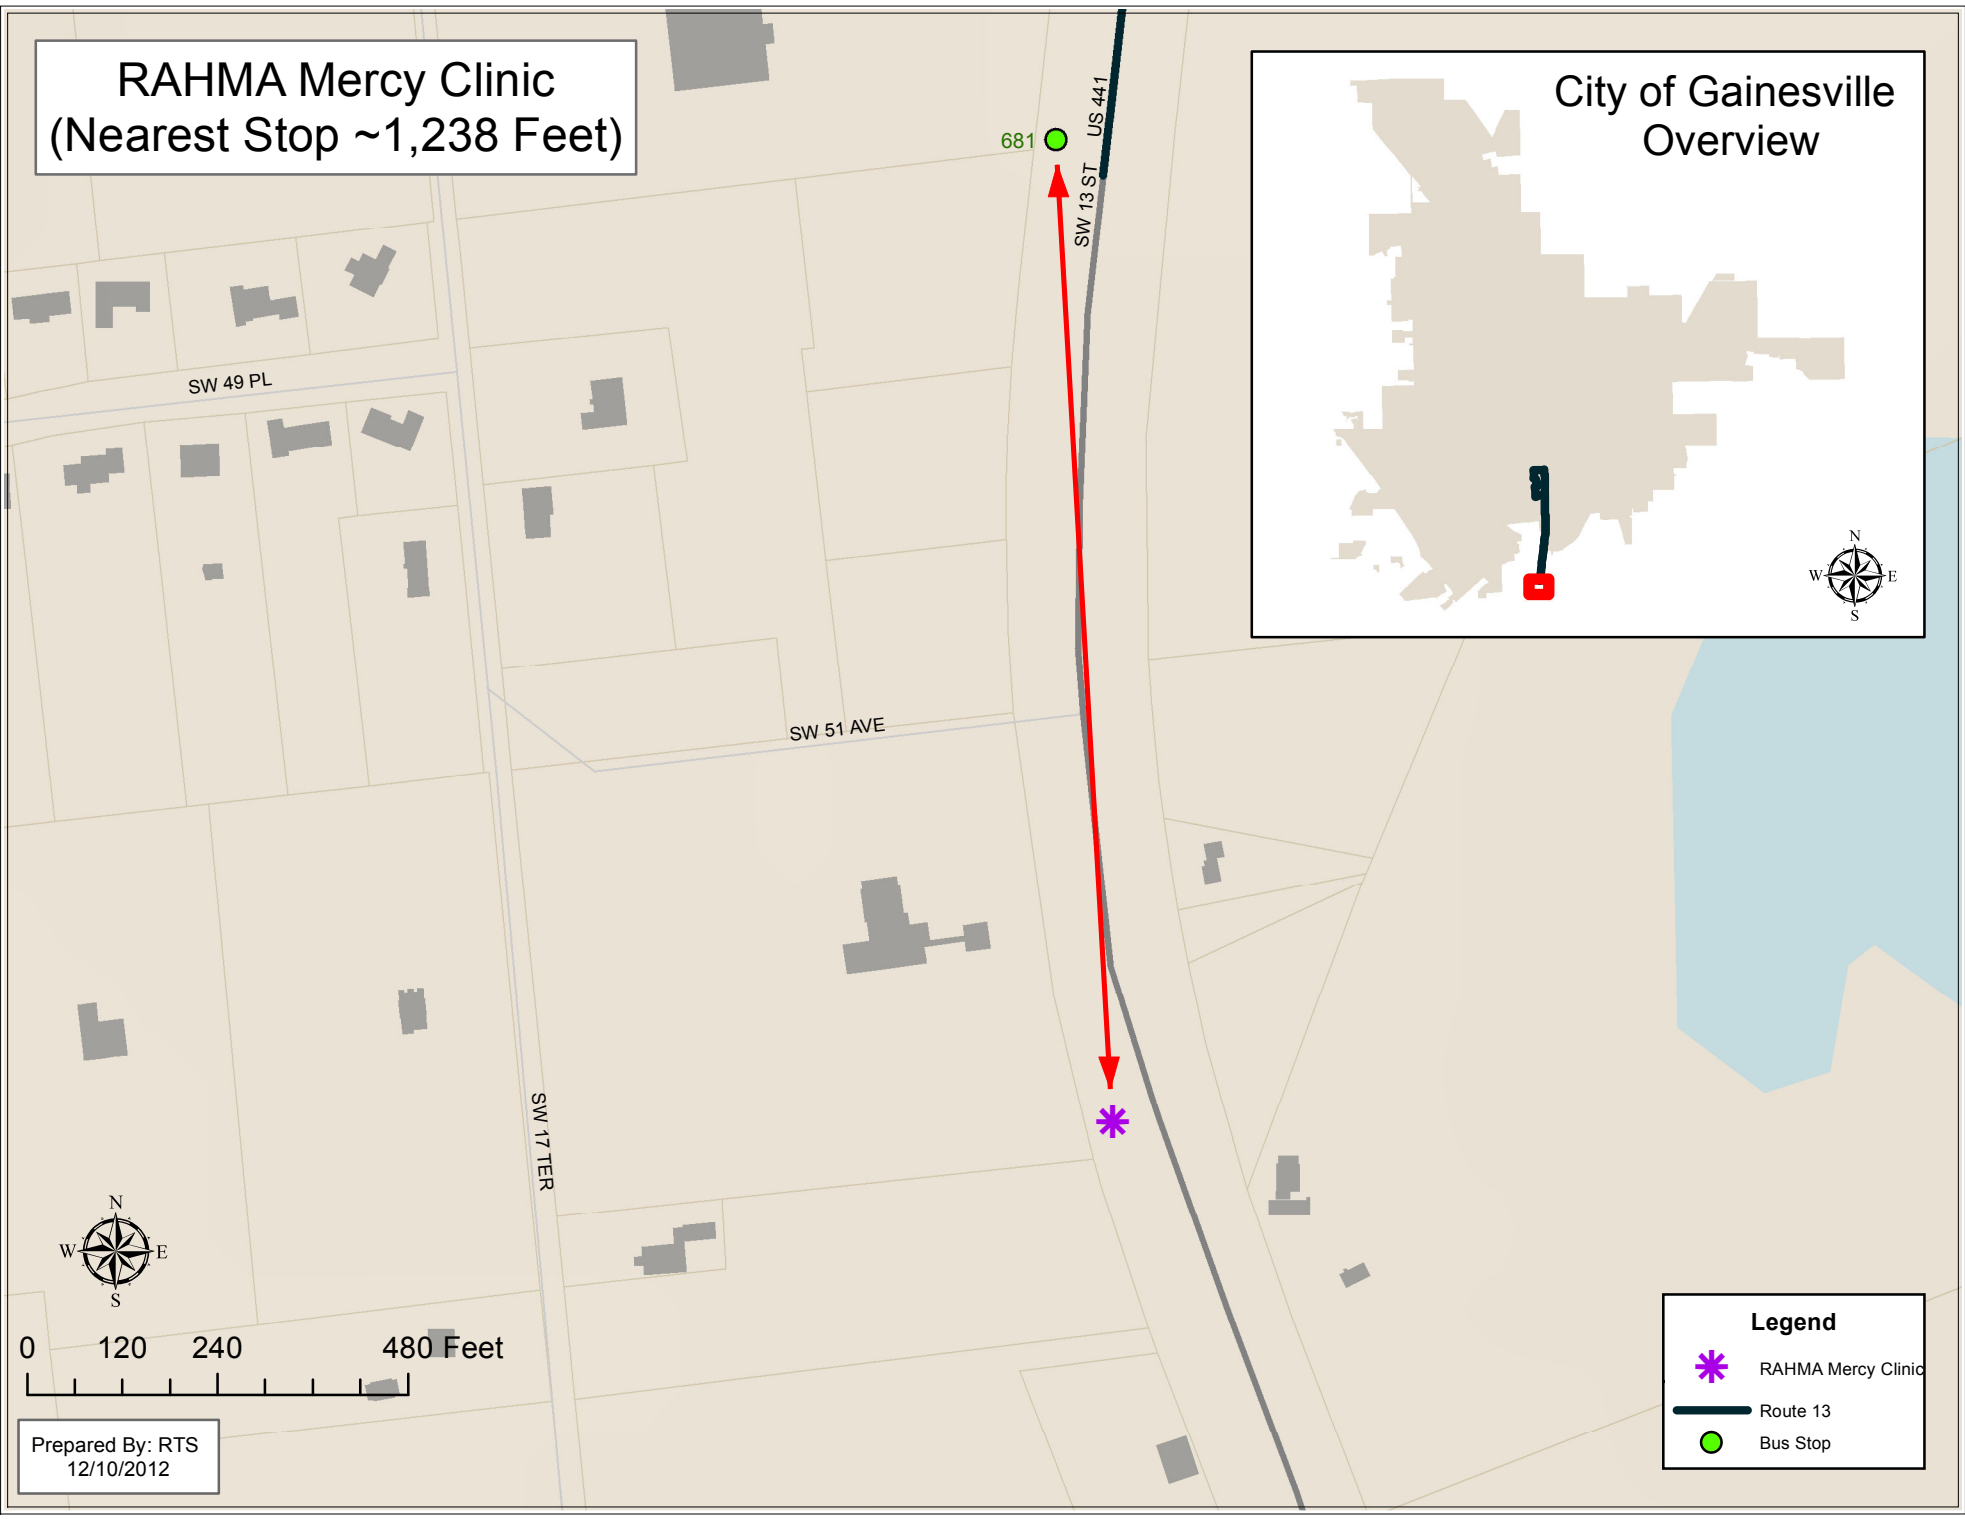 RAHMA Mercy Clinic
(Nearest Stop ~1,238 Feet)
City of Gainesville
Overview
681
US 441
SW 13 ST
SW 49 PL
SW 51 AVE
SW 17 TER
N
W E
S
N
W E
S
0 120 240 480 Feet
Prepared By: RTS
12/10/2012
Legend
RAHMA Mercy Clinic
Route 13
Bus Stop